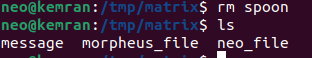 neo@kemran:/tmp/matrix$ rm spoon
neo@kemran:/tmp/matrix$ ls
message  morpheus_file  neo_file